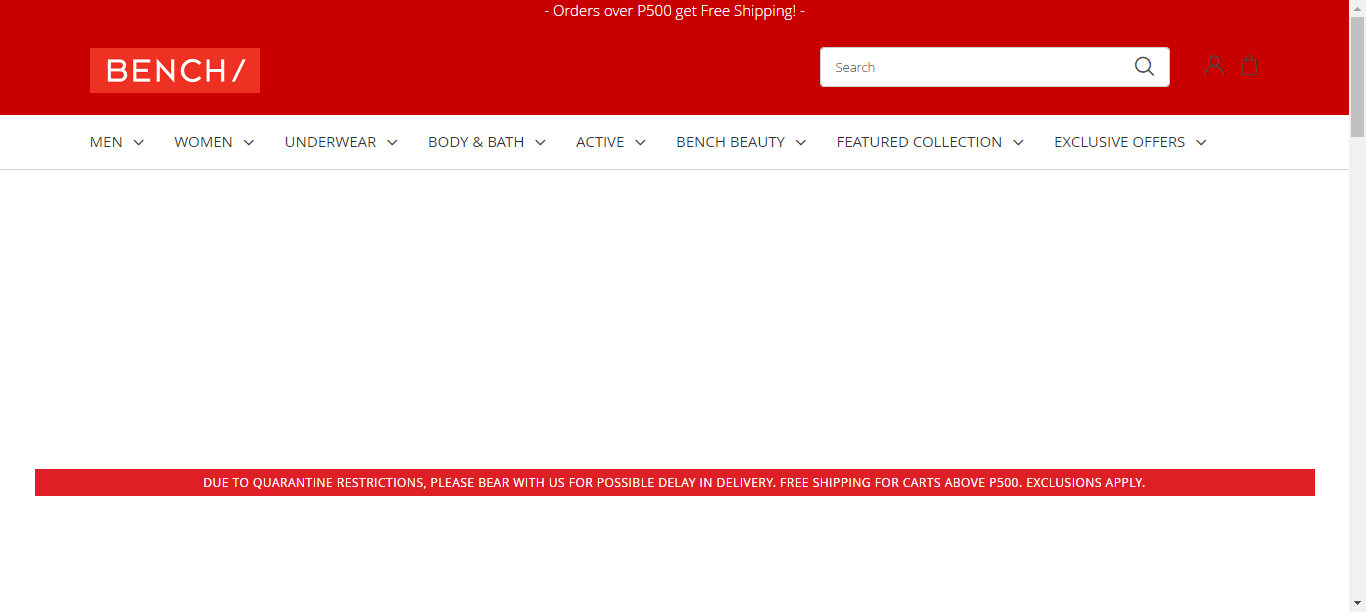 - Orders over P500 get Free Shipping! -
BENCH/
Search
MEN
WOMEN
UNDERWEAR
BODY & BATH
ACTIVE
BENCH BEAUTY
FEATURED COLLECTION
EXCLUSIVE OFFERS
DUE TO QUARANTINE RESTRICTIONS, PLEASE BEAR WITH US FOR POSSIBLE DELAY IN DELIVERY. FREE SHIPPING FOR CARTS ABOVE P500. EXCLUSIONS APPLY.